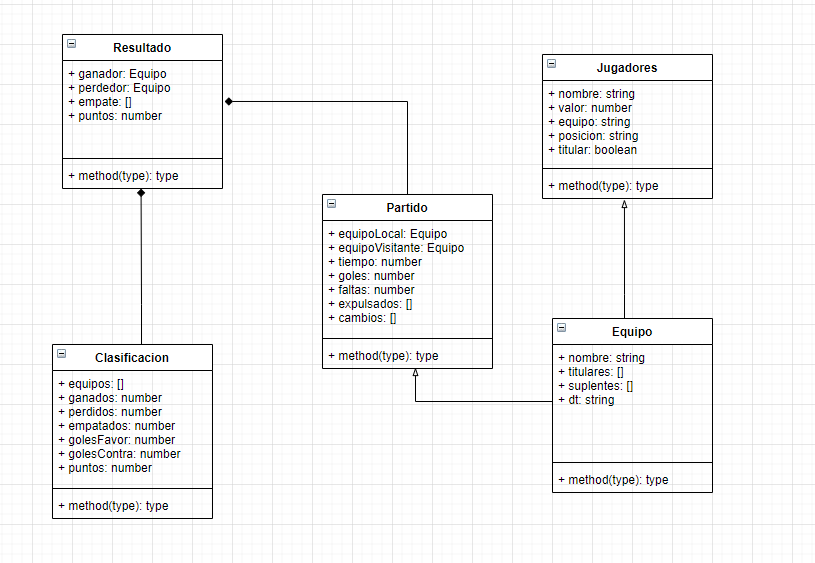 Resultado
+ ganador: Equipo
+ perdedor: Equipo
+ empate: []
+ puntos: number
+ method(type): type
Jugadores
+ nombre: string
+ valor: number
+ equipo: string
+ posicion: string
+ titular: boolean
+ method(type): type
Partido
+ equipoLocal: Equipo
+ equipoVisitante: Equipo
+ tiempo: number
+ goles: number
+ faltas: number
+ expulsados: []
+ cambios: []
+ method(type): type
Clasificacion
+ equipos: []
+ ganados: number
+ perdidos: number
+ empatados: number
+ golesFavor: number
+ golesContra: number
+ puntos: number
+ method(type): type
Equipo
+ nombre: string
+ titulares: []
+ suplentes: []
+ dt: string
+ method(type): type